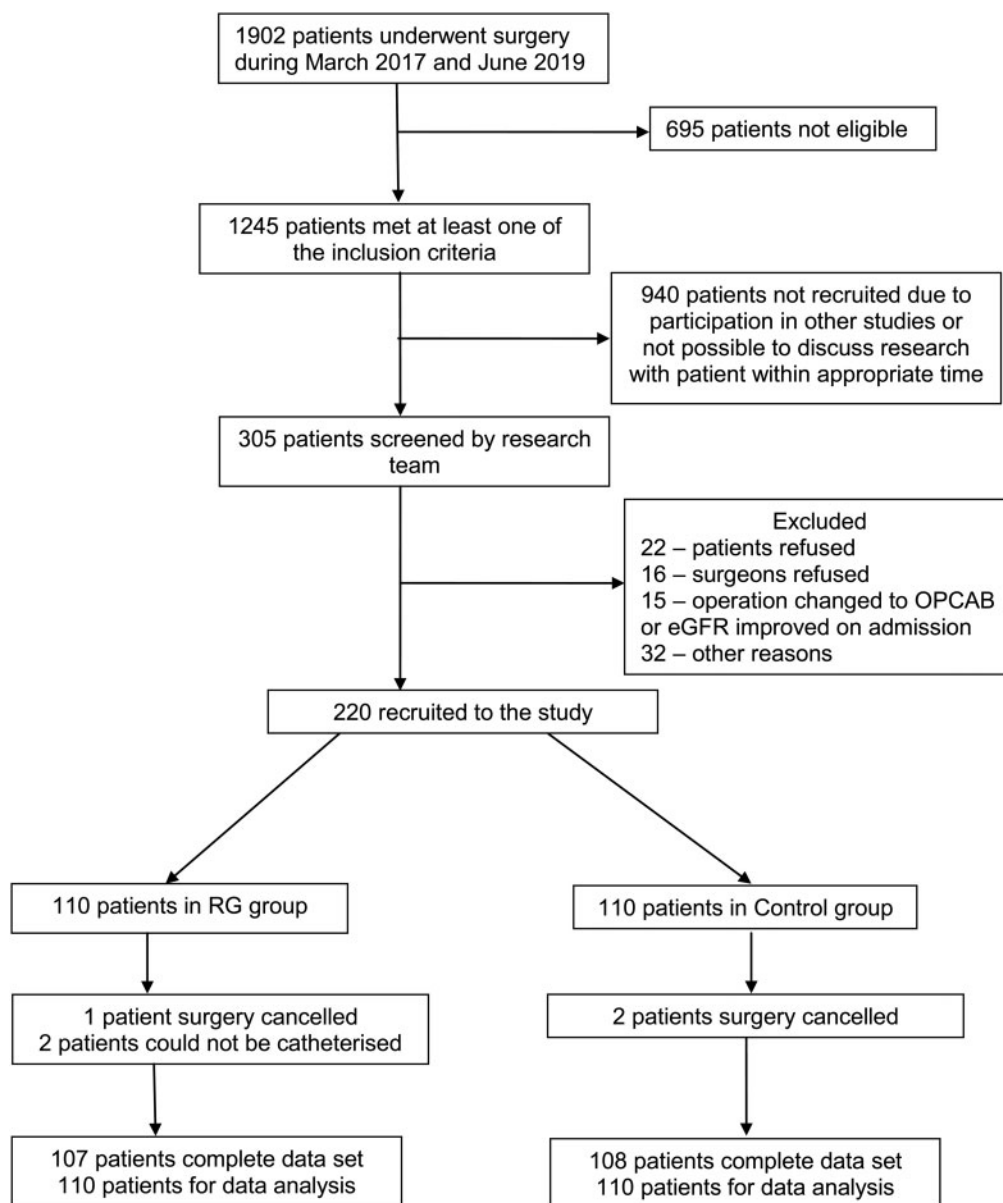 1902 patients underwent surgery
during March 2017 and June 2019
695 patients not eligible
1245 patients met at least one of
the inclusion criteria
940 patients not recruited due to
participation in other studies or
not possible to discuss research
with patient within appropriate time
305 patients screened by research
team
Excluded
22 – patients refused
16 – surgeons refused
15 – operation changed to OPCAB
or eGFR improved on admission
32 – other reasons
220 recruited to the study
110 patients in RG group
110 patients in Control group
1 patient surgery cancelled
2 patients could not be catheterised
2 patients surgery cancelled
107 patients complete data set
110 patients for data analysis
108 patients complete data set
110 patients for data analysis